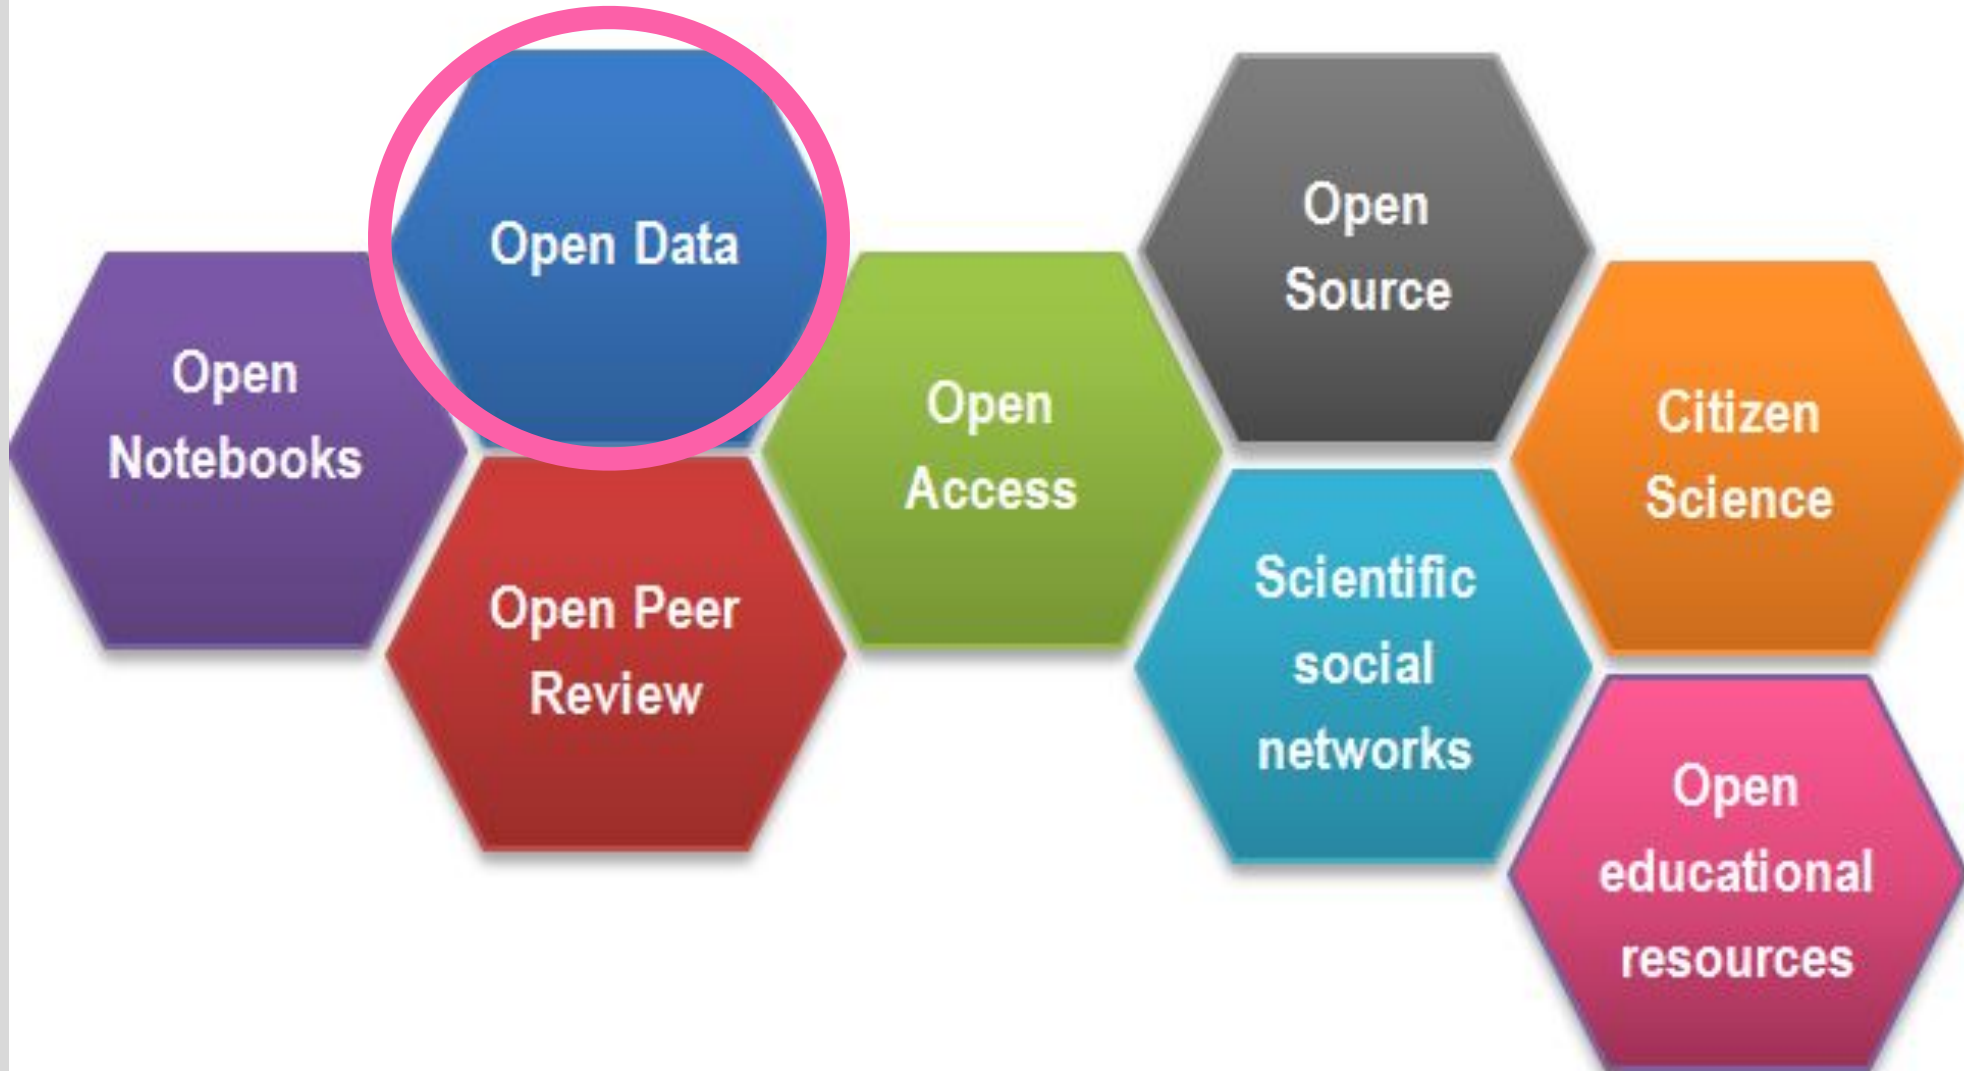 Open Data
Open
Notebooks
Open Peer
Review
Open
Access
Open
Source
Citizen
Science
Scientific
social
networks
Open
educational
resources